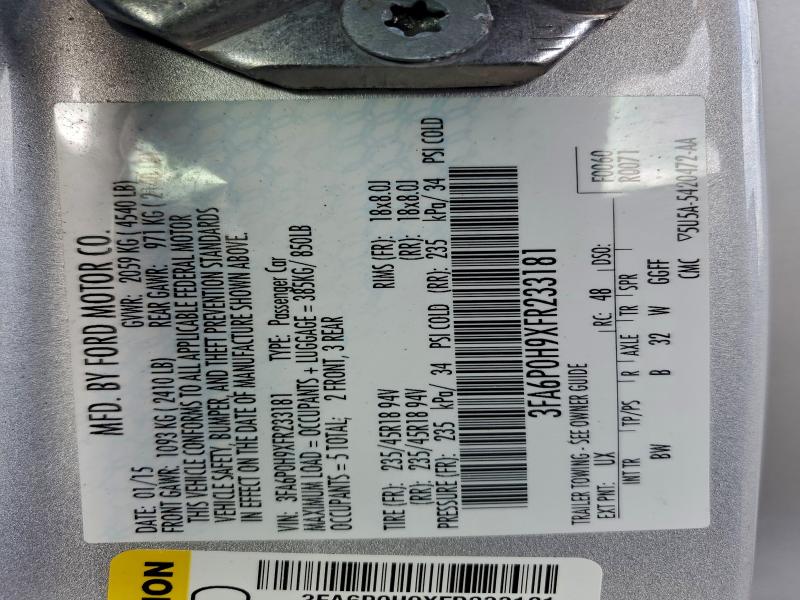 MFD. BY FORD MOTOR CO.
DATE: 01/15 GVWR: 2059 KG ( 4540 LB)
FRONT GAWR: 1093 KG ( 2410 LB) REAR GAWR: 971 KG
THIS VEHICLE CONFORMS TO ALL APPLICABLE FEDERAL MOTOR
VEHICLE SAFETY, BUMPER, AND THEFT PREVENTION STANDARDS
IN EFFECT ON THE DATE OF MANUFACTURE SHOWN ABOVE.
VIN: 3FA6P0H9XFR233181 TYPE: Passenger Car
MAXIMUM LOAD = OCCUPANTS + LUGGAGE = 385KG/ 850LB
OCCUPANTS = 5 TOTAL; 2 FRONT, 3 REAR
TIRE (FR): 235/45R18 94V RIMS (FR): 18x8.0J
(RR): 235/45R18 94V (RR): 18x8.0J
PRESSURE (FR): 235 kPa/ 34 PSI COLD (RR): 235 kPa/ 34 PSI COLD
3FA6P0H9XFR233181
TRAILER TOWING - SEE OWNER GUIDE F0060
R0071
EXT PNT: UX RC: 4B DSO:
INT TR TP/PS R AXLE TR SPR
BW B 32 W GGFF
CMC ▽5U5A-5420472-AA
3FA6P0H9XFR233181